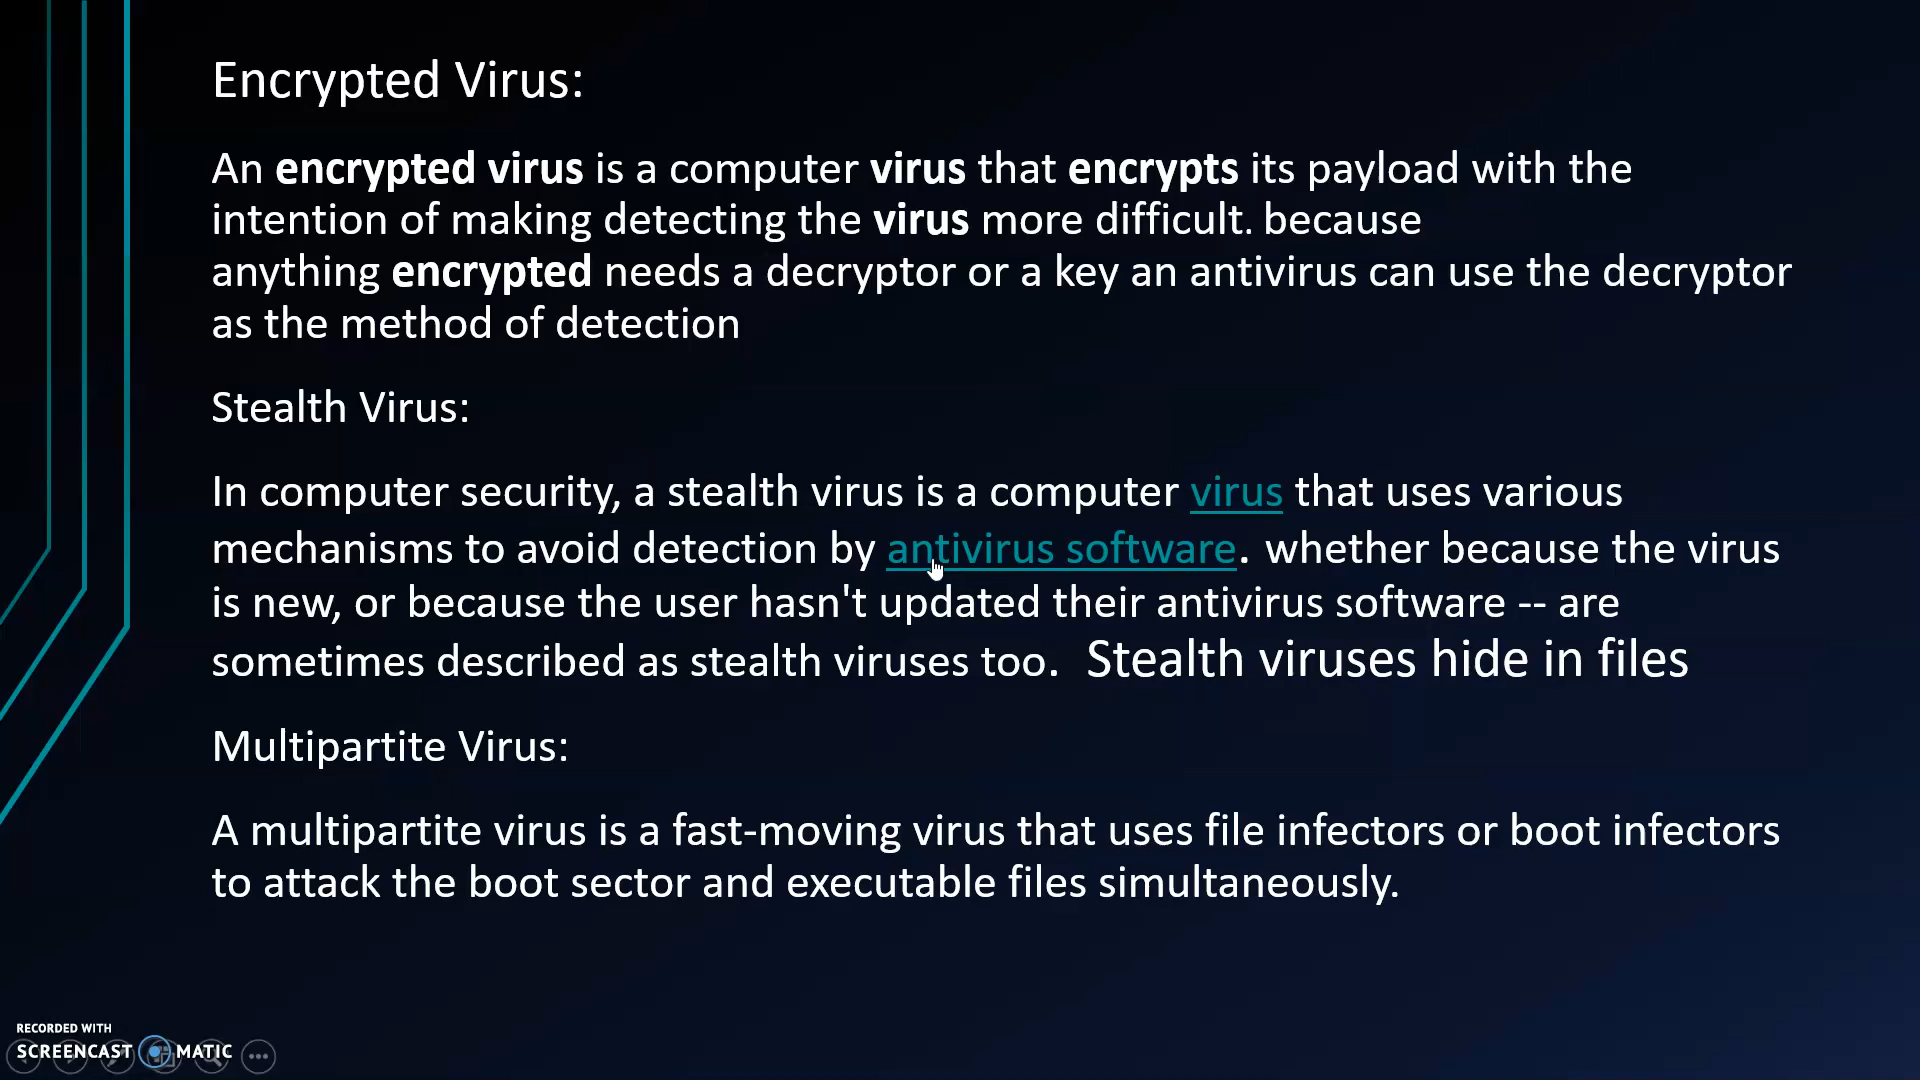 Encrypted Virus:
An encrypted virus is a computer virus that encrypts its payload with the
intention of making detecting the virus more difficult. because
anything encrypted needs a decryptor or a key an antivirus can use the decryptor
as the method of detection
Stealth Virus:
In computer security, a stealth virus is a computer virus that uses various
mechanisms to avoid detection by antivirus software. whether because the virus
is new, or because the user hasn't updated their antivirus software -- are
sometimes described as stealth viruses too. Stealth viruses hide in files
Multipartite Virus:
A multipartite virus is a fast-moving virus that uses file infectors or boot infectors
to attack the boot sector and executable files simultaneously.
RECORDED WITH
SCREENCAST MATIC